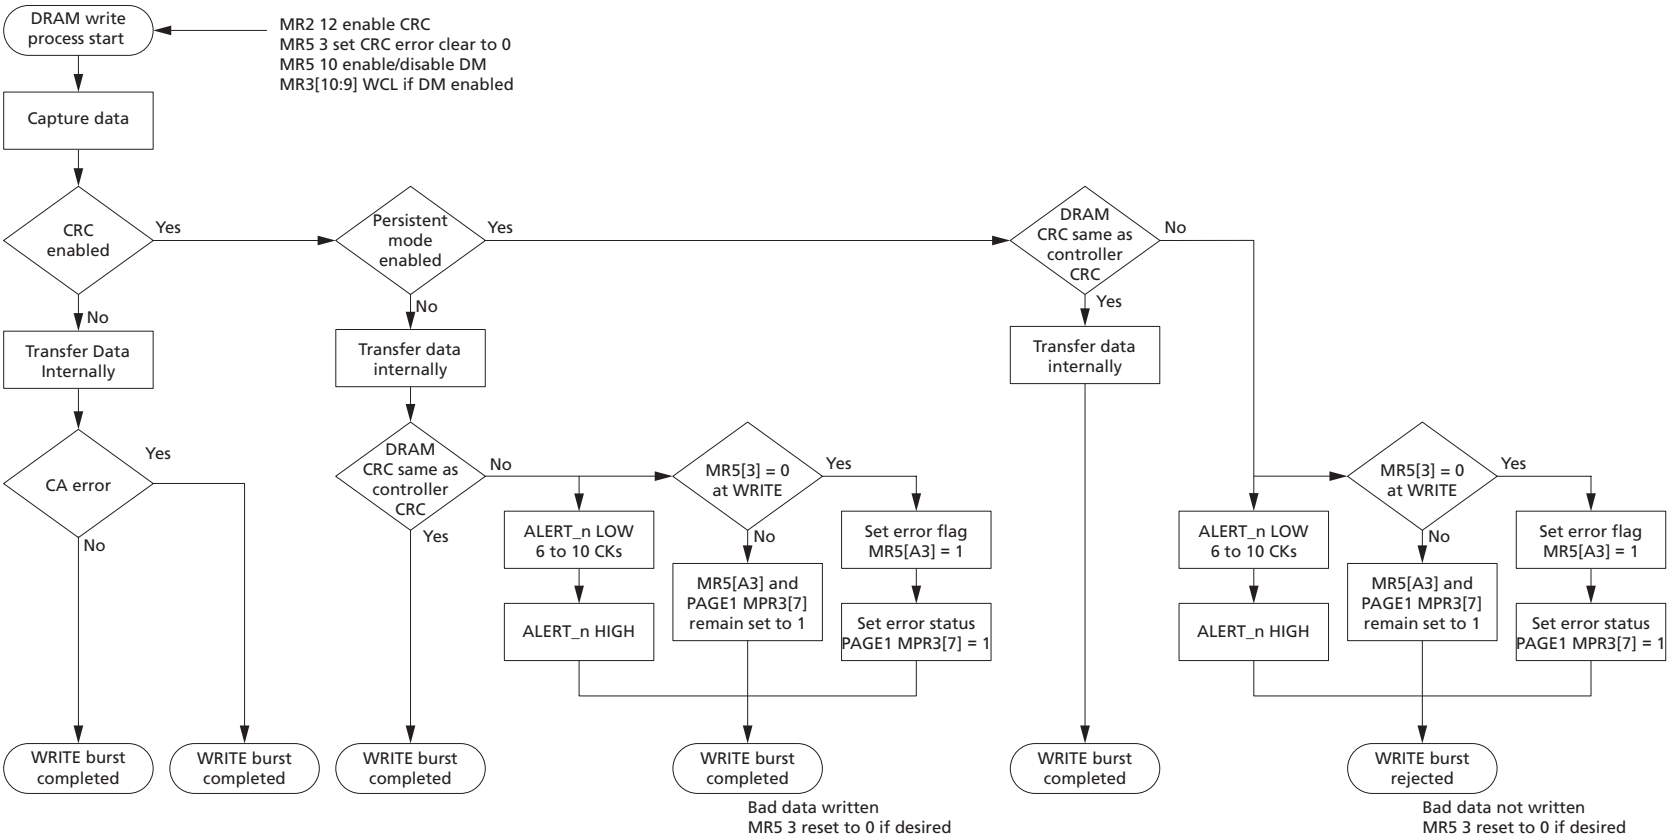 DRAM write
process start
MR2 12 enable CRC
MR5 3 set CRC error clear to 0
MR5 10 enable/disable DM
MR3[10:9] WCL if DM enabled
Capture data
CRC
enabled
Yes
Persistent
mode
enabled
Yes
DRAM
CRC same as
controller
CRC
No
No
No
Yes
Transfer Data
Internally
Transfer data
internally
Transfer data
internally
CA error
Yes
No
DRAM
CRC same as
controller
CRC
No
Yes
MR5[3] = 0
at WRITE
Yes
No
ALERT_n LOW
6 to 10 CKs
ALERT_n HIGH
MR5[A3] and
PAGE1 MPR3[7]
remain set to 1
Set error flag
MR5[A3] = 1
Set error status
PAGE1 MPR3[7] = 1
MR5[3] = 0
at WRITE
Yes
No
ALERT_n LOW
6 to 10 CKs
ALERT_n HIGH
MR5[A3] and
PAGE1 MPR3[7]
remain set to 1
Set error flag
MR5[A3] = 1
Set error status
PAGE1 MPR3[7] = 1
WRITE burst
completed
WRITE burst
completed
WRITE burst
completed
WRITE burst
completed
Bad data written
MR5 3 reset to 0 if desired
WRITE burst
completed
WRITE burst
rejected
Bad data not written
MR5 3 reset to 0 if desired